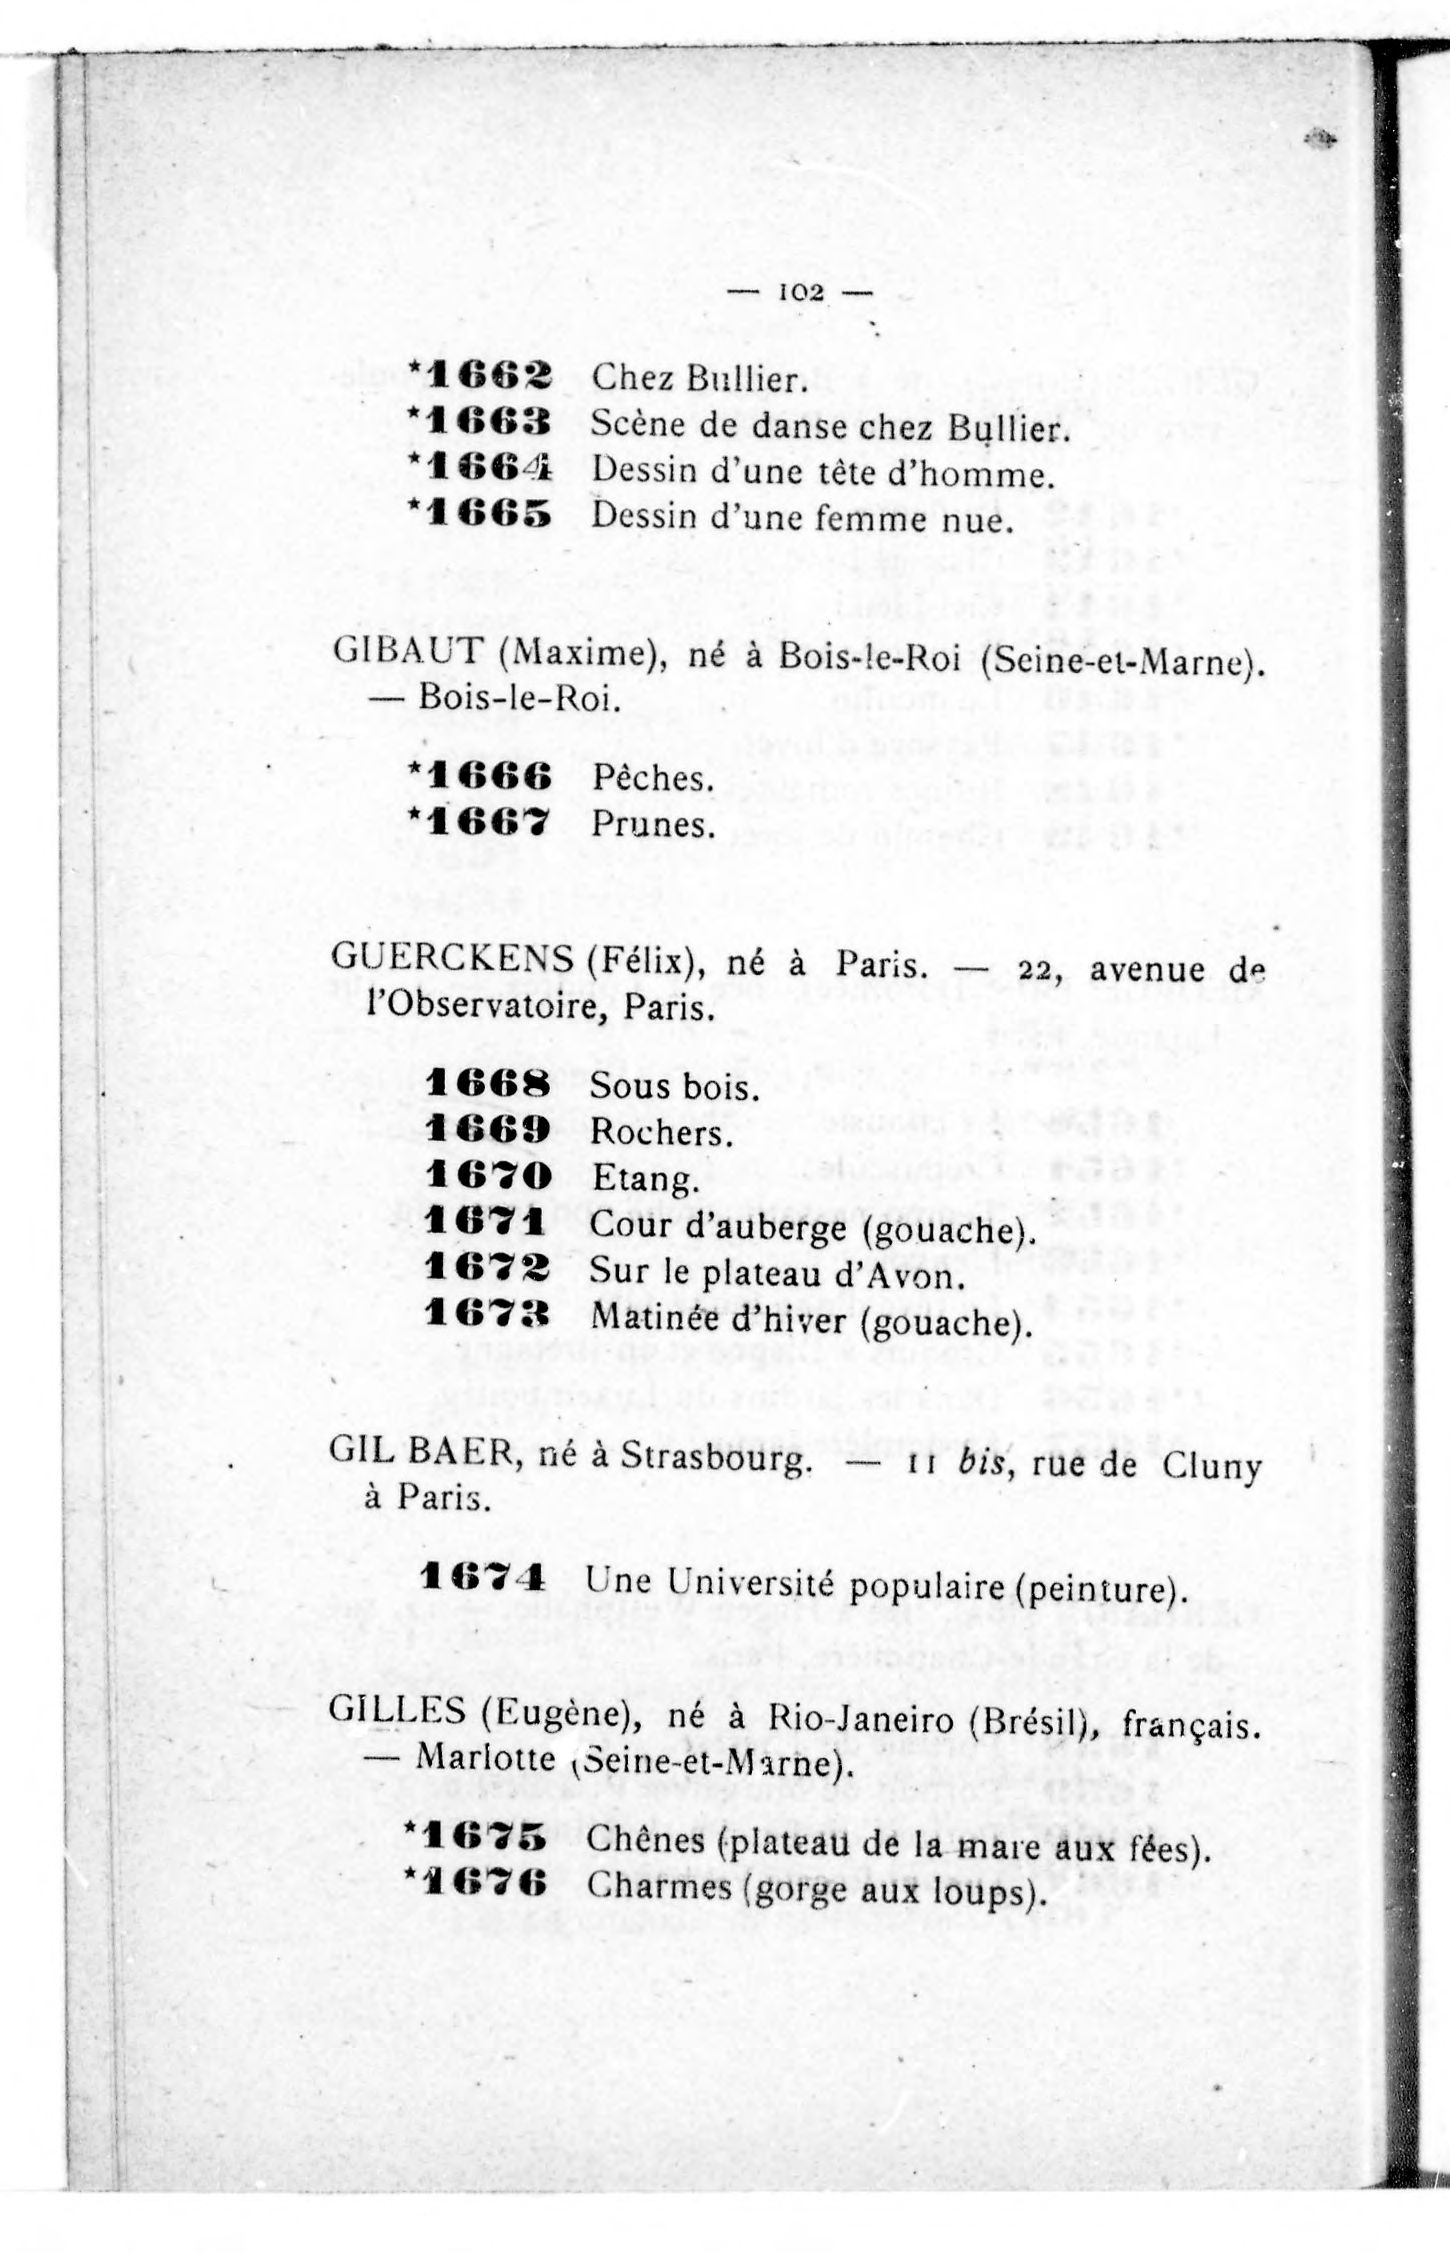 — 102 —
*1662 Chez Bullier.
*1663 Scène de danse chez Bullier.
*1664 Dessin d'une tête d'homme.
*1665 Dessin d'une femme nue.
GIBAUT (Maxime), né à Bois-le-Roi (Seine-et-Marne).
— Bois-le-Roi.
*1666 Pêches.
*1667 Prunes.
GUERCKENS (Félix), né à Paris. — 22, avenue de
l'Observatoire, Paris.
1668 Sous bois.
1669 Rochers.
1670 Etang.
1671 Cour d'auberge (gouache).
1672 Sur le plateau d'Avon.
1673 Matinée d'hiver (gouache).
GIL BAER, né à Strasbourg. — 11 bis, rue de Cluny
à Paris.
1674 Une Université populaire (peinture).
GILLES (Eugène), né à Rio-Janeiro (Brésil), français.
— Marlotte (Seine-et-Marne).
*1675 Chênes (plateau de la mare aux fées).
*1676 Charmes (gorge aux loups).